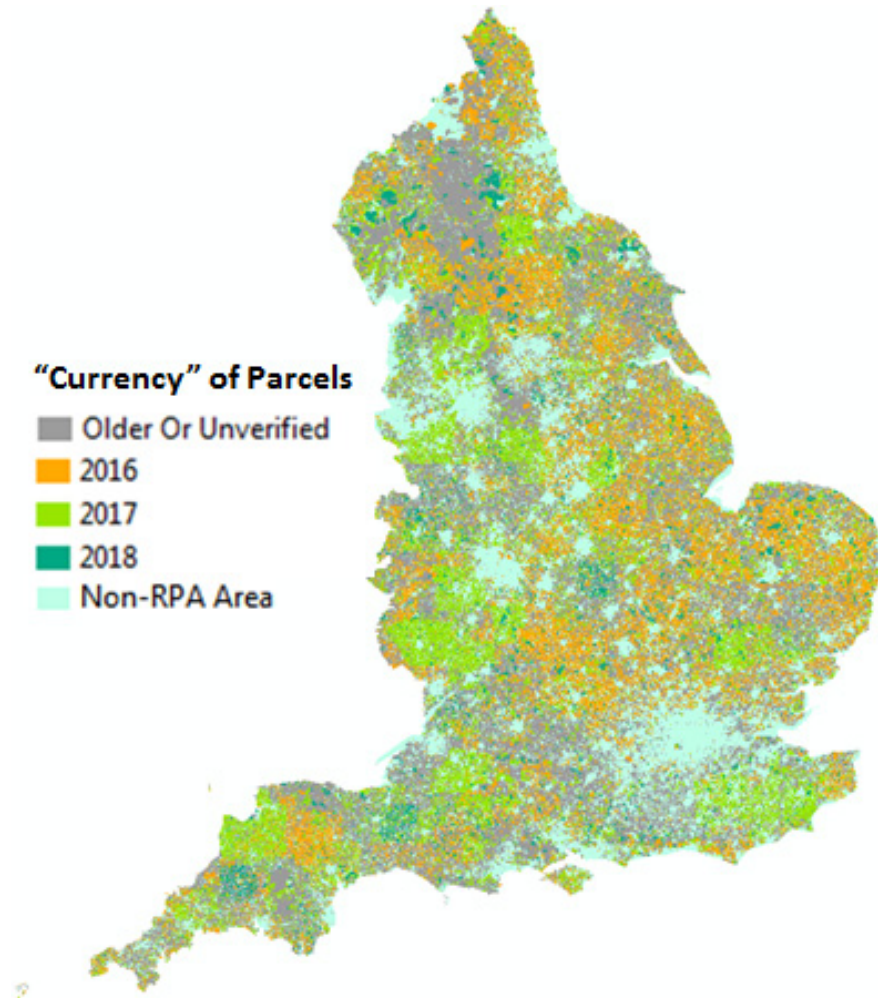 “Currency” of Parcels
Older Or Unverified
2016
2017
2018
Non-RPA Area